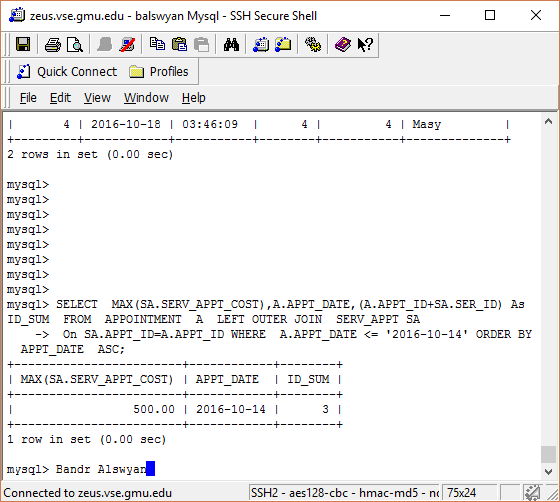 zeus.vse.gmu.edu - balswyan Mysql - SSH Secure Shell
Quick Connect Profiles
File Edit View Window Help
|       4 | 2016-10-18 | 03:46:09  |      4 |         4 | Masy         |
+---------+------------+-----------+--------+-----------+--------------+
2 rows in set (0.00 sec)
mysql>
mysql>
mysql>
mysql>
mysql>
mysql>
mysql>
mysql>
mysql> SELECT  MAX(SA.SERV_APPT_COST),A.APPT_DATE,(A.APPT_ID+SA.SER_ID) As
ID_SUM  FROM  APPOINTMENT  A  LEFT OUTER JOIN  SERV_APPT SA
    ->  On SA.APPT_ID=A.APPT_ID WHERE  A.APPT_DATE <= '2016-10-14' ORDER BY
  APPT_DATE  ASC;
+------------------------+------------+--------+
| MAX(SA.SERV_APPT_COST) | APPT_DATE  | ID_SUM |
+------------------------+------------+--------+
|                 500.00 | 2016-10-14 |      3 |
+------------------------+------------+--------+
1 row in set (0.00 sec)
mysql> Bandr Alswyan
Connected to zeus.vse.gmu.edu SSH2 - aes128-cbc - hmac-md5 - no 75x24